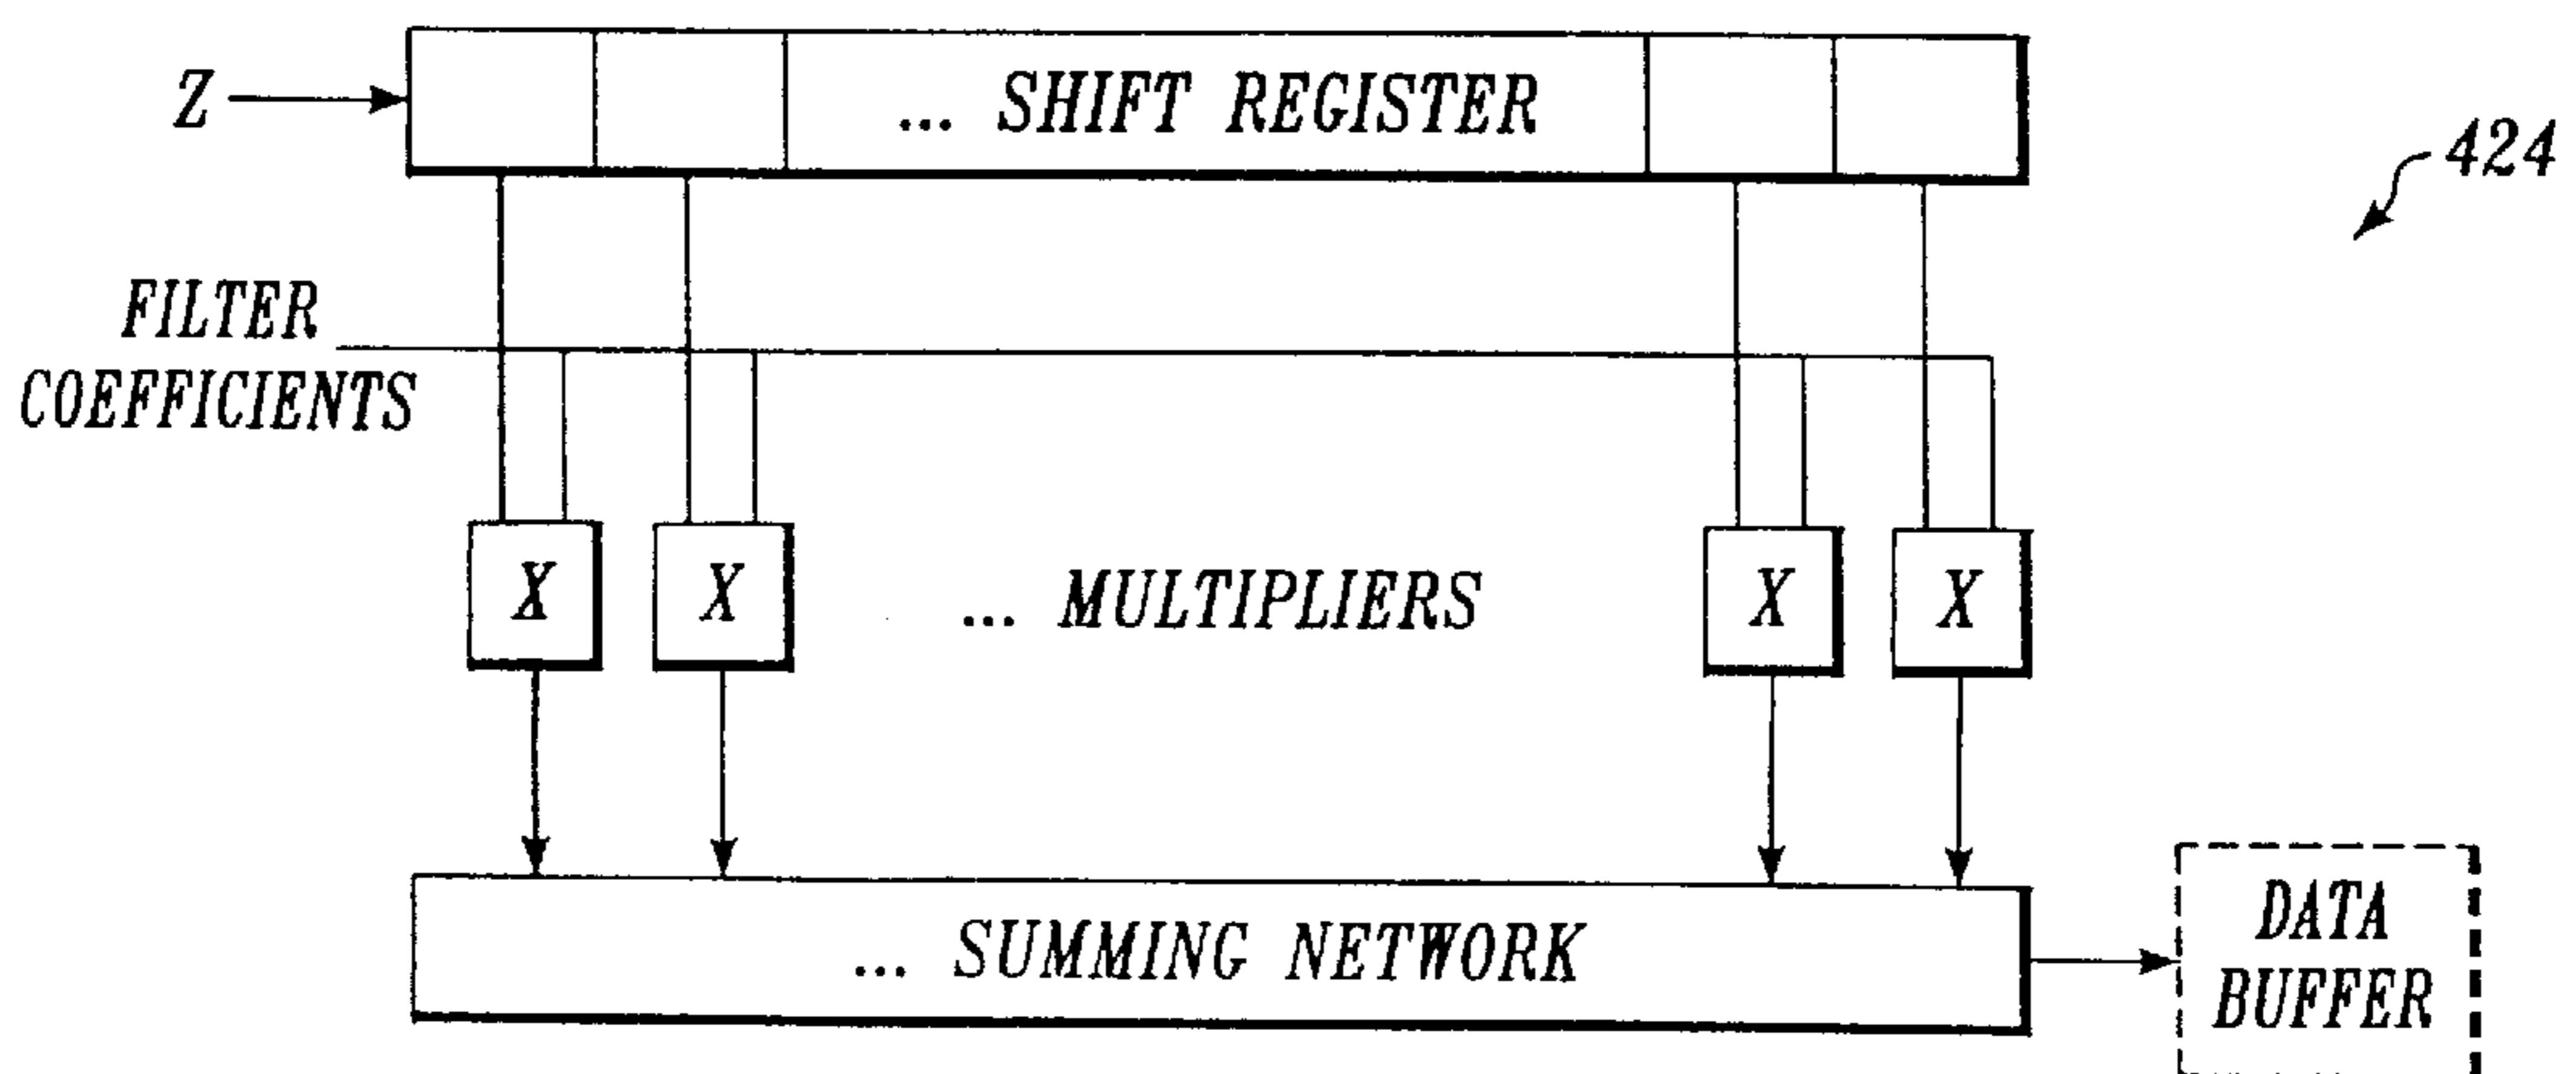 Z
... SHIFT REGISTER
424
FILTER
COEFFICIENTS
X X ... MULTIPLIERS X X
... SUMMING NETWORK
DATA
BUFFER